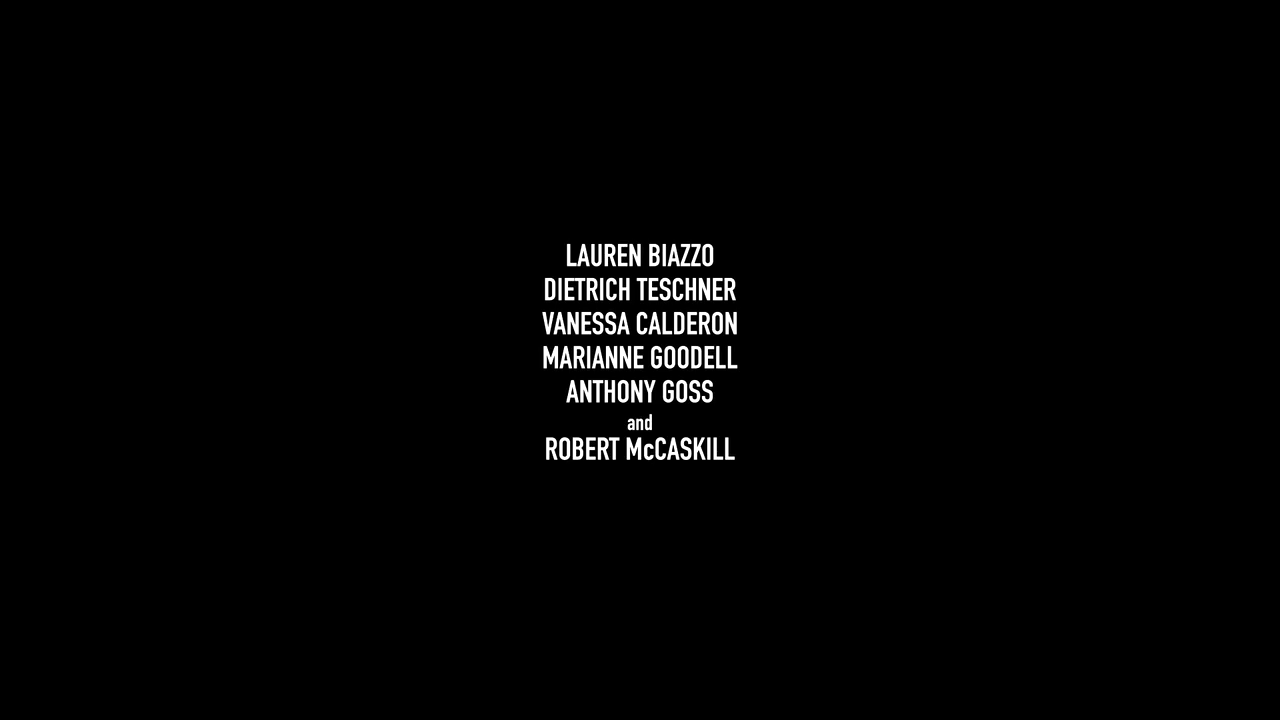 LAUREN BIAZZO
DIETRICH TESCHNER
VANESSA CALDERON
MARIANNE GOODELL
ANTHONY GOSS
and
ROBERT McCASKILL